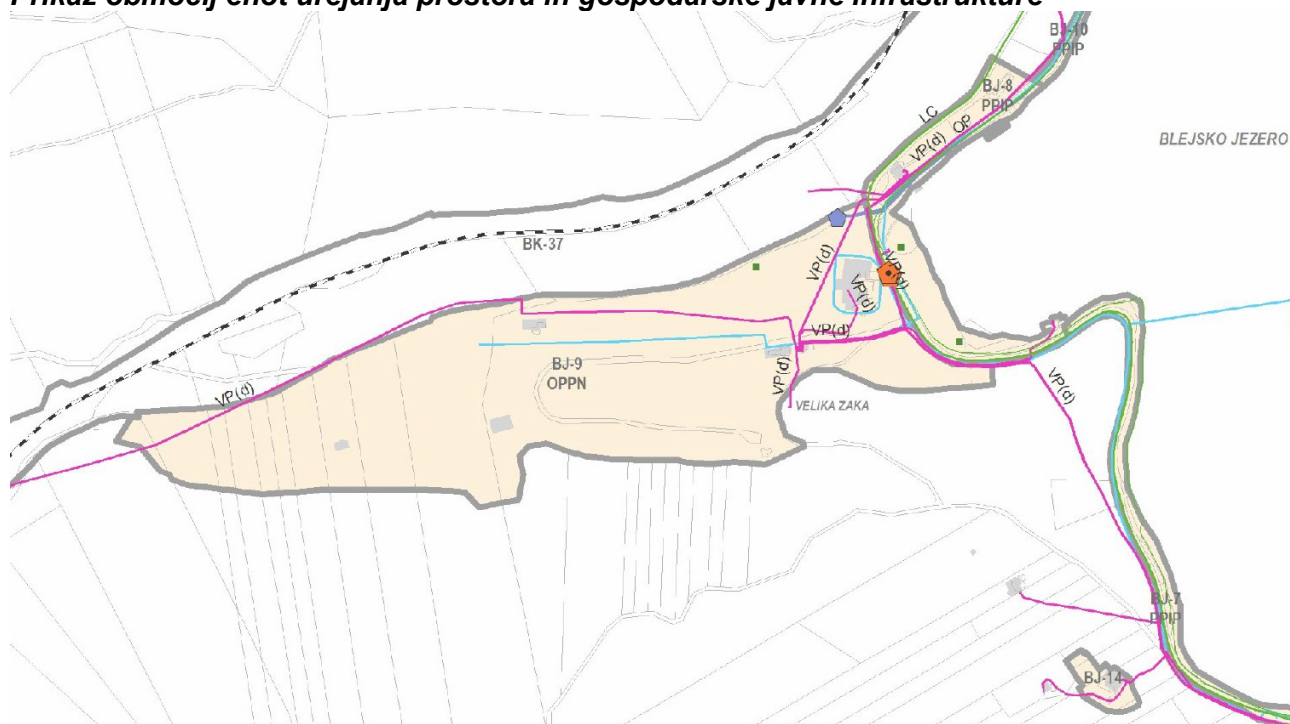 Prikaz območij enot urejanja prostora in gospodarske javne infrastrukture
BJ-10
PPIP
BJ-8
PPIP
LC
OP
VP(d)
BLEJSKO JEZERO
BK-37
VP(d)
VP(d)
VP(d)
VP(d)
BJ-9
OPPN
VP(d)
VP(d)
VP(d)
VELIKA ZAKA
BJ-7
PPIP
BJ-14